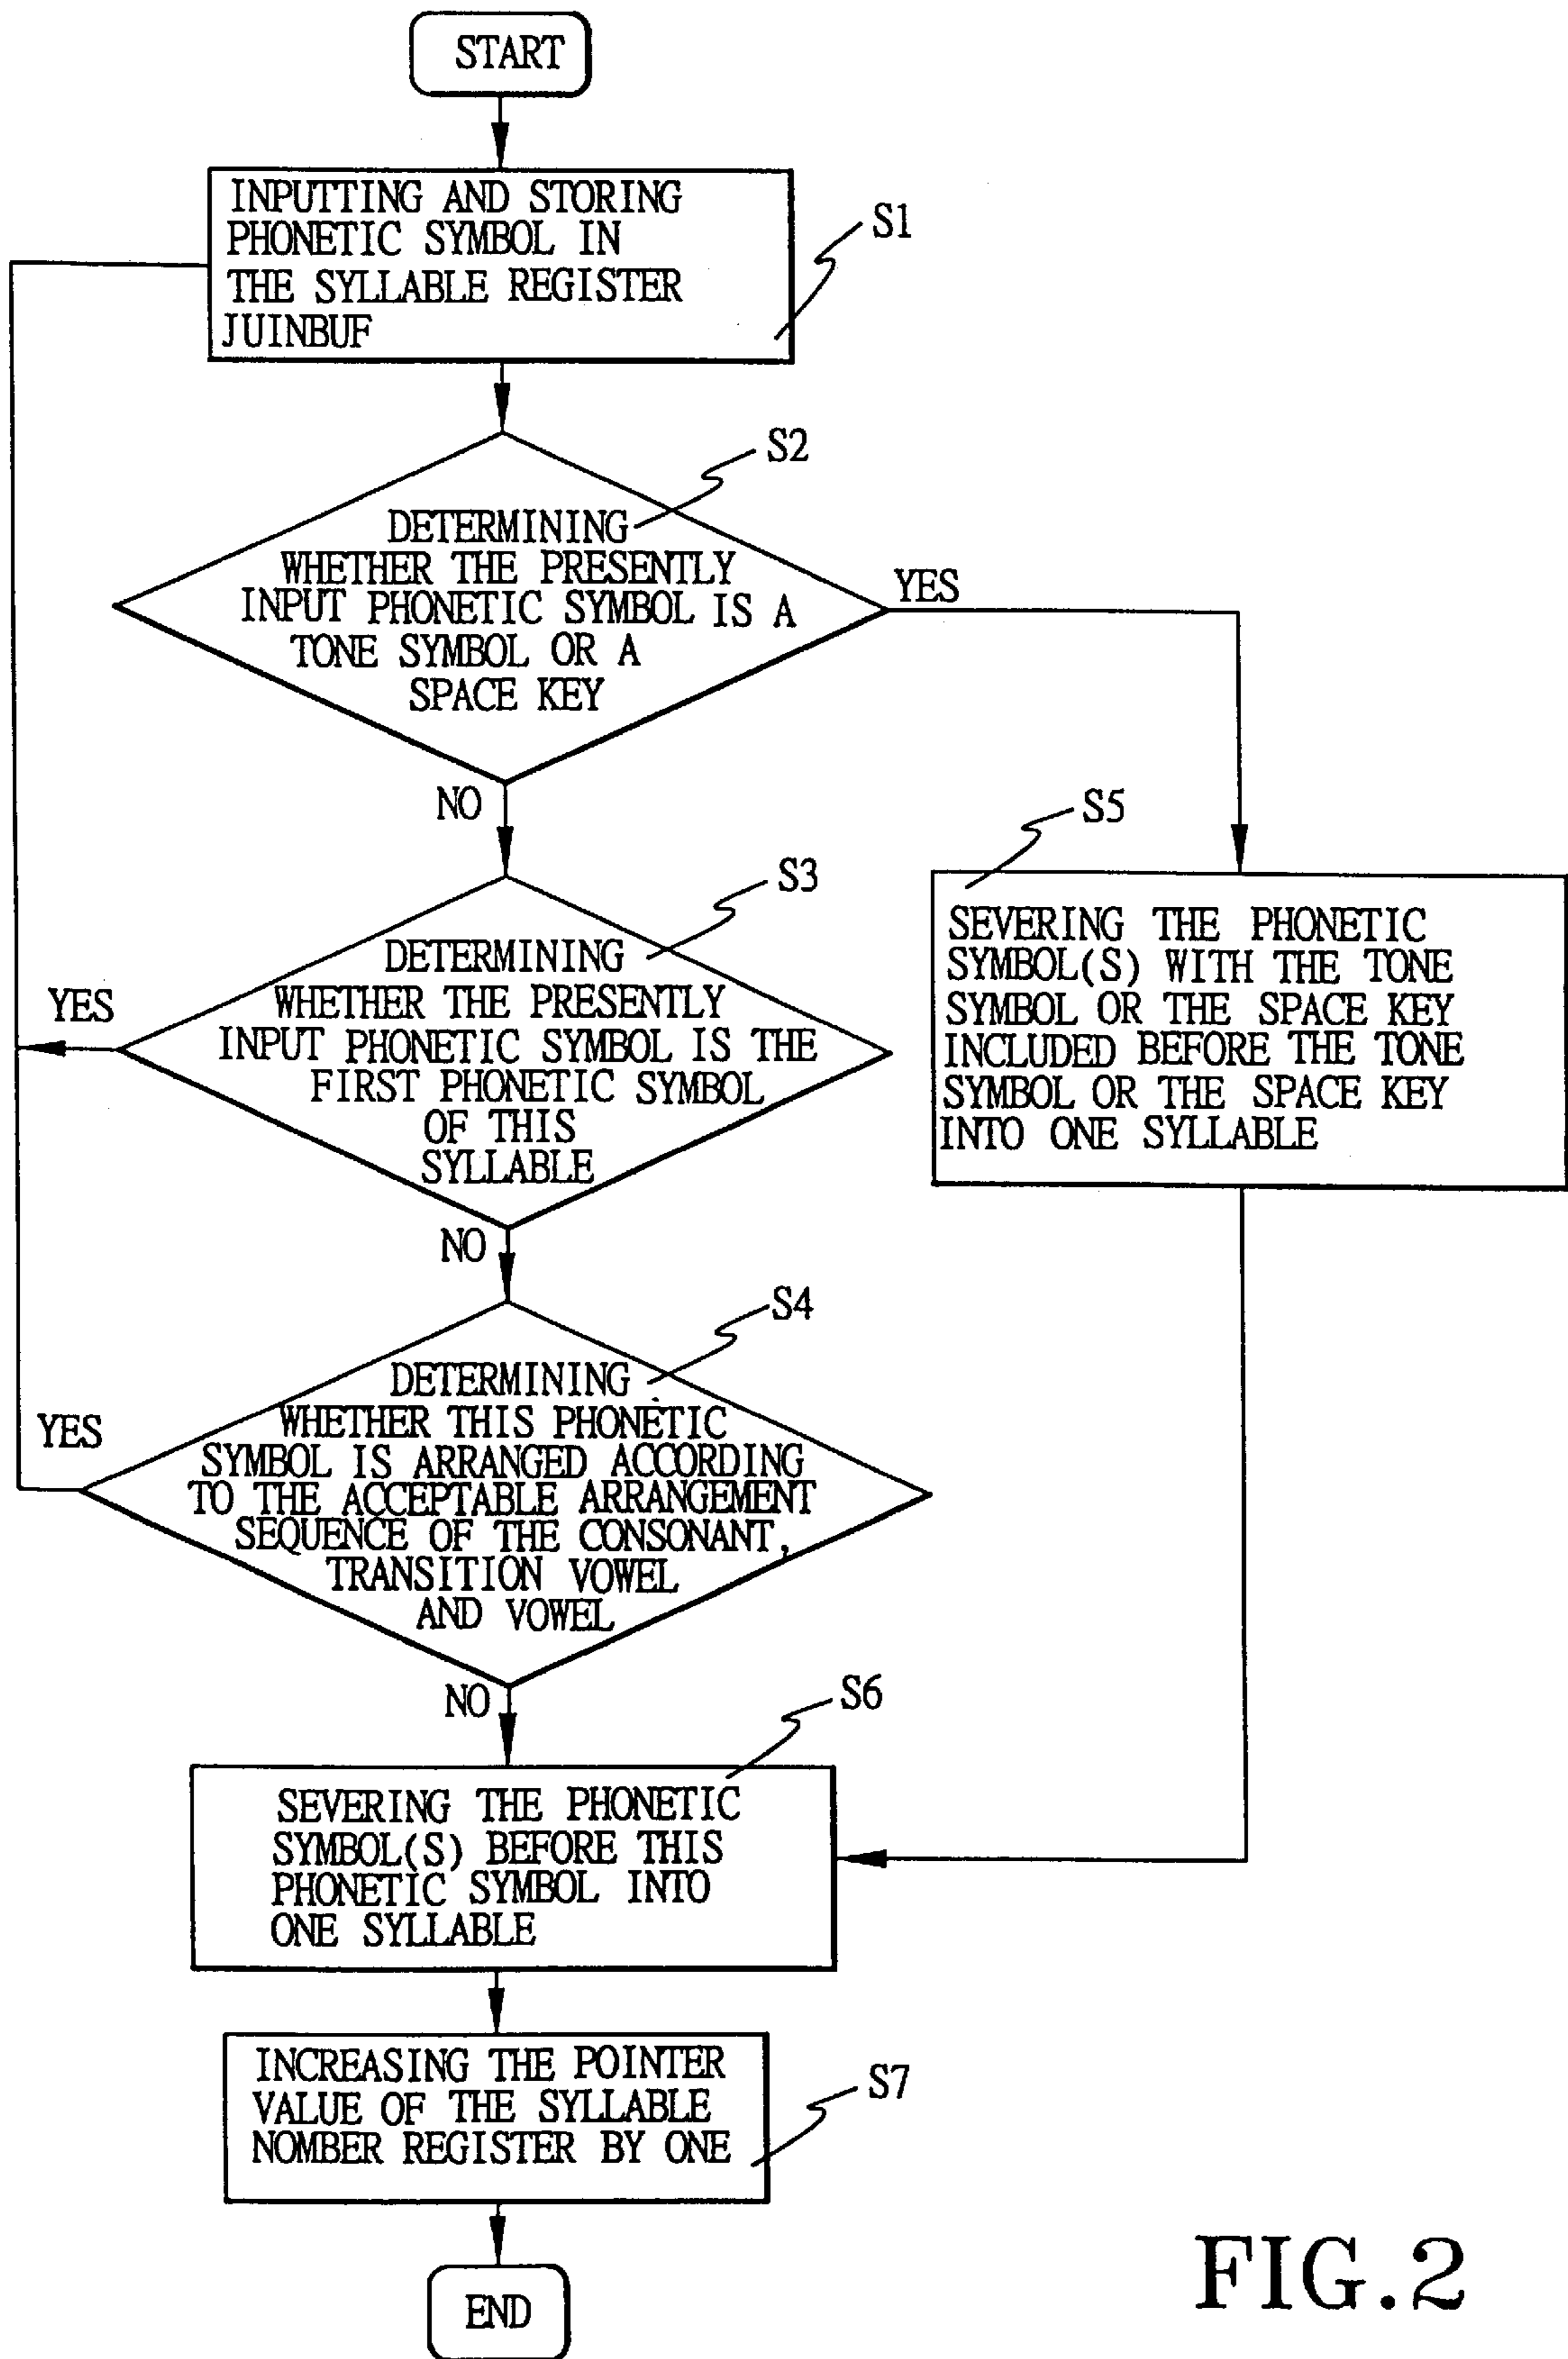 START
INPUTTING AND STORING
PHONETIC SYMBOL IN
THE SYLLABLE REGISTER
JUINBUF
S1
S2
DETERMINING
WHETHER THE PRESENTLY
INPUT PHONETIC SYMBOL IS A
TONE SYMBOL OR A
SPACE KEY
YES
NO
S3
DETERMINING
WHETHER THE PRESENTLY
INPUT PHONETIC SYMBOL IS THE
FIRST PHONETIC SYMBOL
OF THIS
SYLLABLE
YES
NO
S5
SEVERING THE PHONETIC
SYMBOL(S) WITH THE TONE
SYMBOL OR THE SPACE KEY
INCLUDED BEFORE THE TONE
SYMBOL OR THE SPACE KEY
INTO ONE SYLLABLE
S4
DETERMINING
WHETHER THIS PHONETIC
SYMBOL IS ARRANGED ACCORDING
TO THE ACCEPTABLE ARRANGEMENT
SEQUENCE OF THE CONSONANT,
TRANSITION VOWEL
AND VOWEL
YES
NO
S6
SEVERING THE PHONETIC
SYMBOL(S) BEFORE THIS
PHONETIC SYMBOL INTO
ONE SYLLABLE
INCREASING THE POINTER
VALUE OF THE SYLLABLE
NOMBER REGISTER BY ONE
S7
END
FIG.2